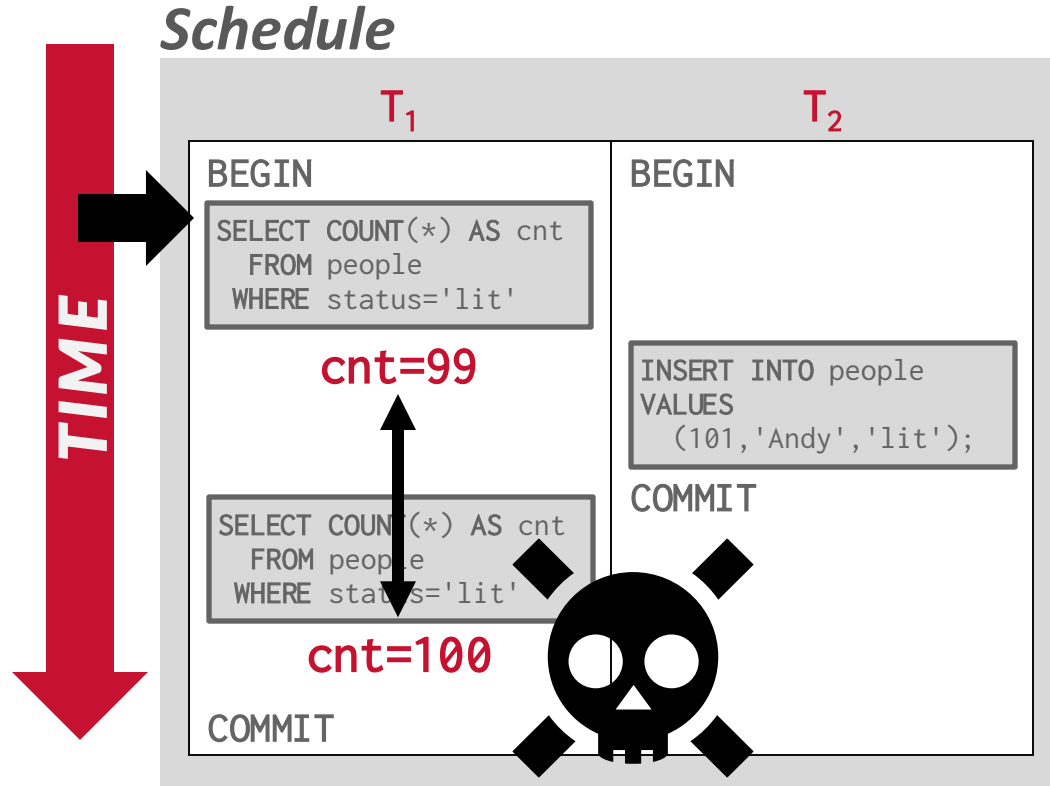 Schedule
TIME
T₁
BEGIN
SELECT COUNT(*) AS cnt
FROM people
WHERE status='lit'
cnt=99
SELECT COUNT(*) AS cnt
FROM people
WHERE status='lit'
cnt=100
COMMIT
T₂
BEGIN
INSERT INTO people
VALUES
(101,'Andy','lit');
COMMIT